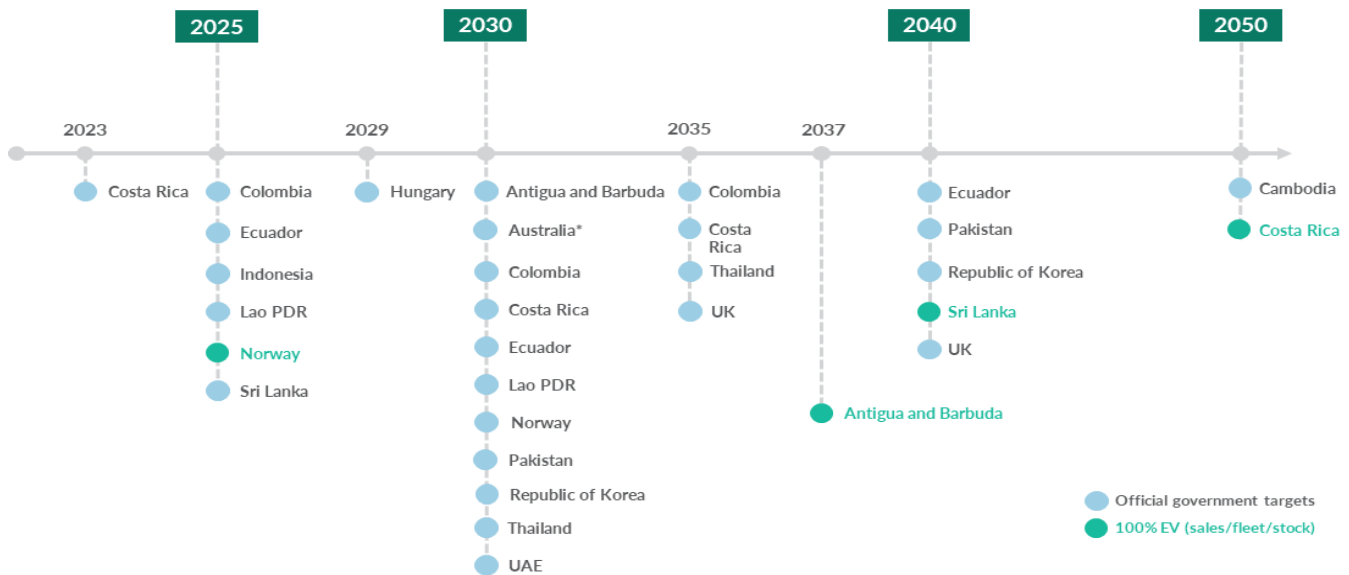 2025
2030
2040
2050
2023
2029
2035
2037
Costa Rica
Colombia
Ecuador
Indonesia
Lao PDR
Norway
Sri Lanka
Hungary
Antigua and Barbuda
Australia*
Colombia
Costa Rica
Ecuador
Lao PDR
Norway
Pakistan
Republic of Korea
Thailand
UAE
Colombia
Costa
Rica
Thailand
UK
Antigua and Barbuda
Ecuador
Pakistan
Republic of Korea
Sri Lanka
UK
Cambodia
Costa Rica
Official government targets
100% EV (sales/fleet/stock)